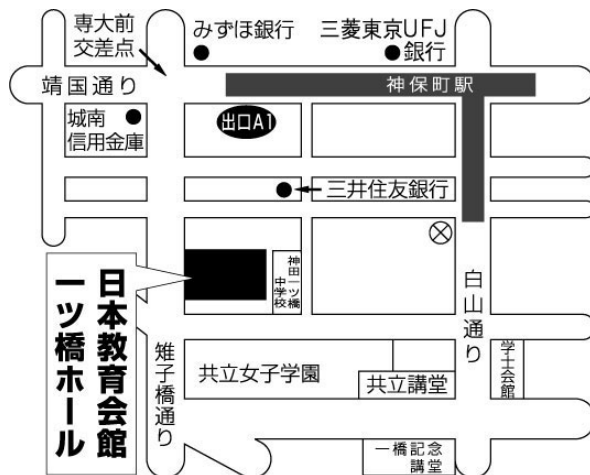 専大前
交差点
みずほ銀行
三菱東京UFJ
銀行
靖国通り
神保町駅
城南
信用金庫
出口A1
三井住友銀行
神田一ツ橋
中学校
日本教育会館
一ツ橋ホール
白山通り
雉子橋通り
共立女子学園
共立講堂
学士会館
一橋記念
講堂